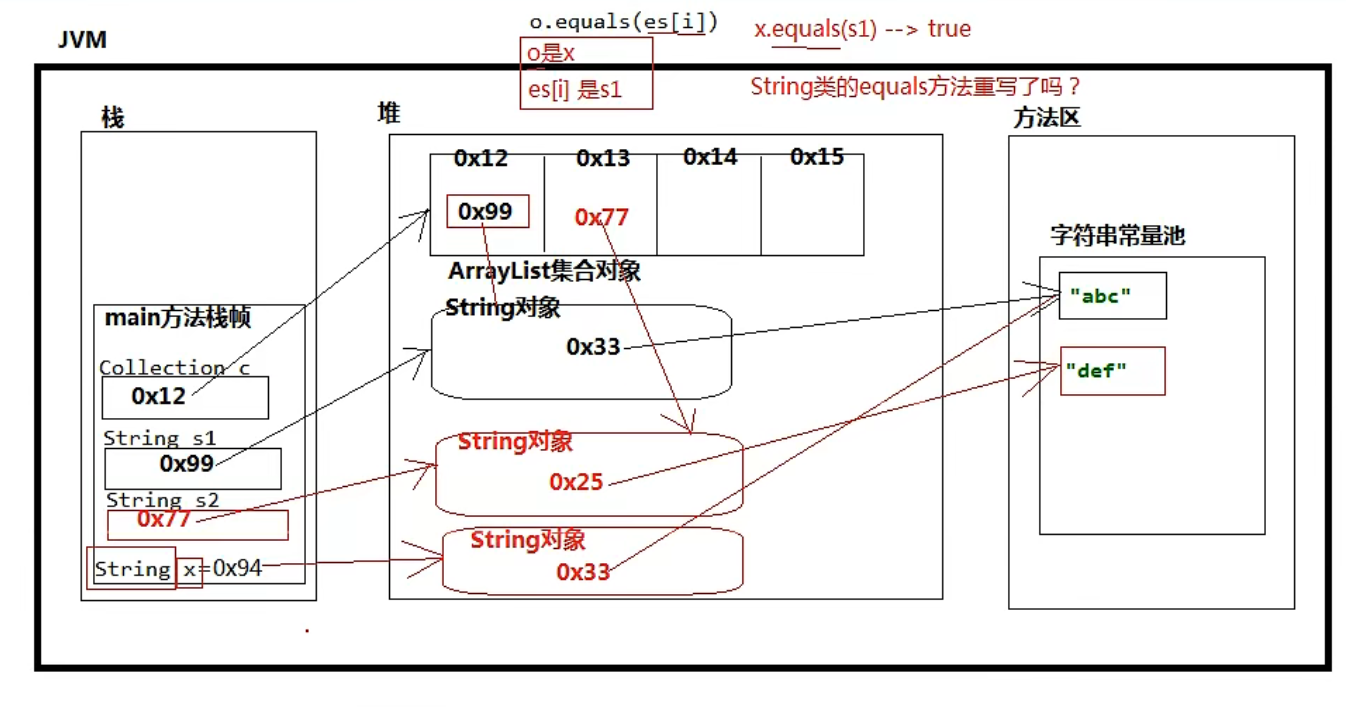 o.equals(es[i])
x.equals(s1) --> true
JVM
o是x
es[i] 是s1
String类的equals方法重写了吗？
栈
堆
方法区
0x12
0x13
0x14
0x15
0x99
0x77
字符串常量池
ArrayList集合对象
"abc"
String对象
main方法栈帧
0x33
Collection c
"def"
0x12
String s1
String对象
0x99
0x25
String s2
0x77
String对象
String x=0x94
0x33